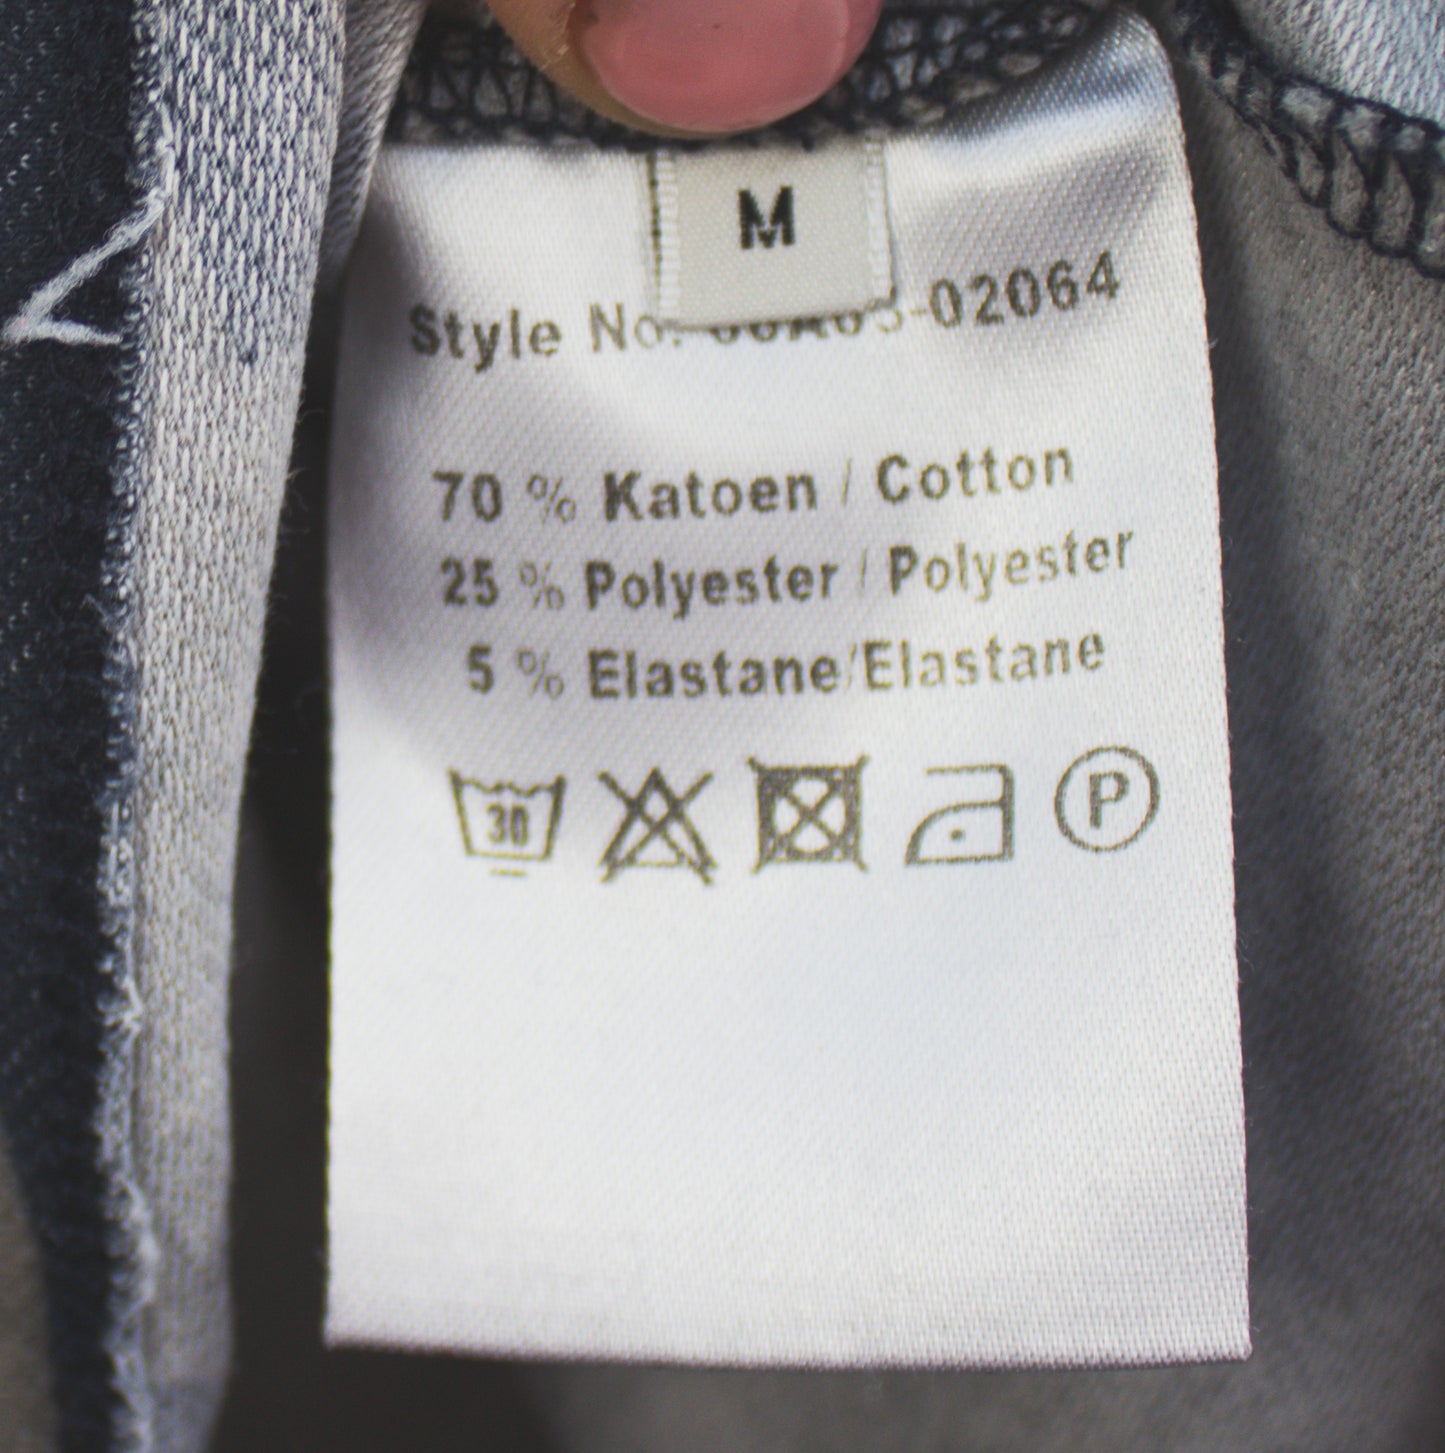 M
Style No. -02064
70 % Katoen / Cotton
25 % Polyester / Polyester
5 % Elastane/Elastane
30
P